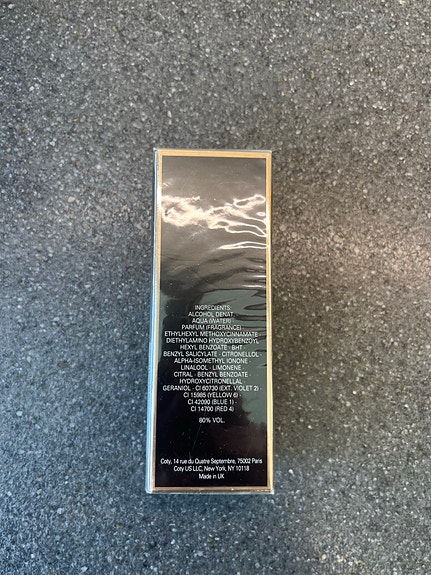 INGREDIENTS:
ALCOHOL DENAT. ·
AQUA (WATER) ·
PARFUM (FRAGRANCE) ·
ETHYLHEXYL METHOXYCINNAMATE ·
DIETHYLAMINO HYDROXYBENZOYL
HEXYL BENZOATE · BHT ·
BENZYL SALICYLATE · CITRONELLOL ·
ALPHA-ISOMETHYL IONONE ·
LINALOOL · LIMONENE ·
CITRAL · BENZYL BENZOATE ·
HYDROXYCITRONELLAL ·
GERANIOL · CI 60730 (EXT. VIOLET 2) ·
CI 15985 (YELLOW 6) ·
CI 42090 (BLUE 1) ·
CI 14700 (RED 4)
80% VOL.
Coty, 14 rue du Quatre Septembre, 75002 Paris
Coty US LLC, New York, NY 10118
Made in UK